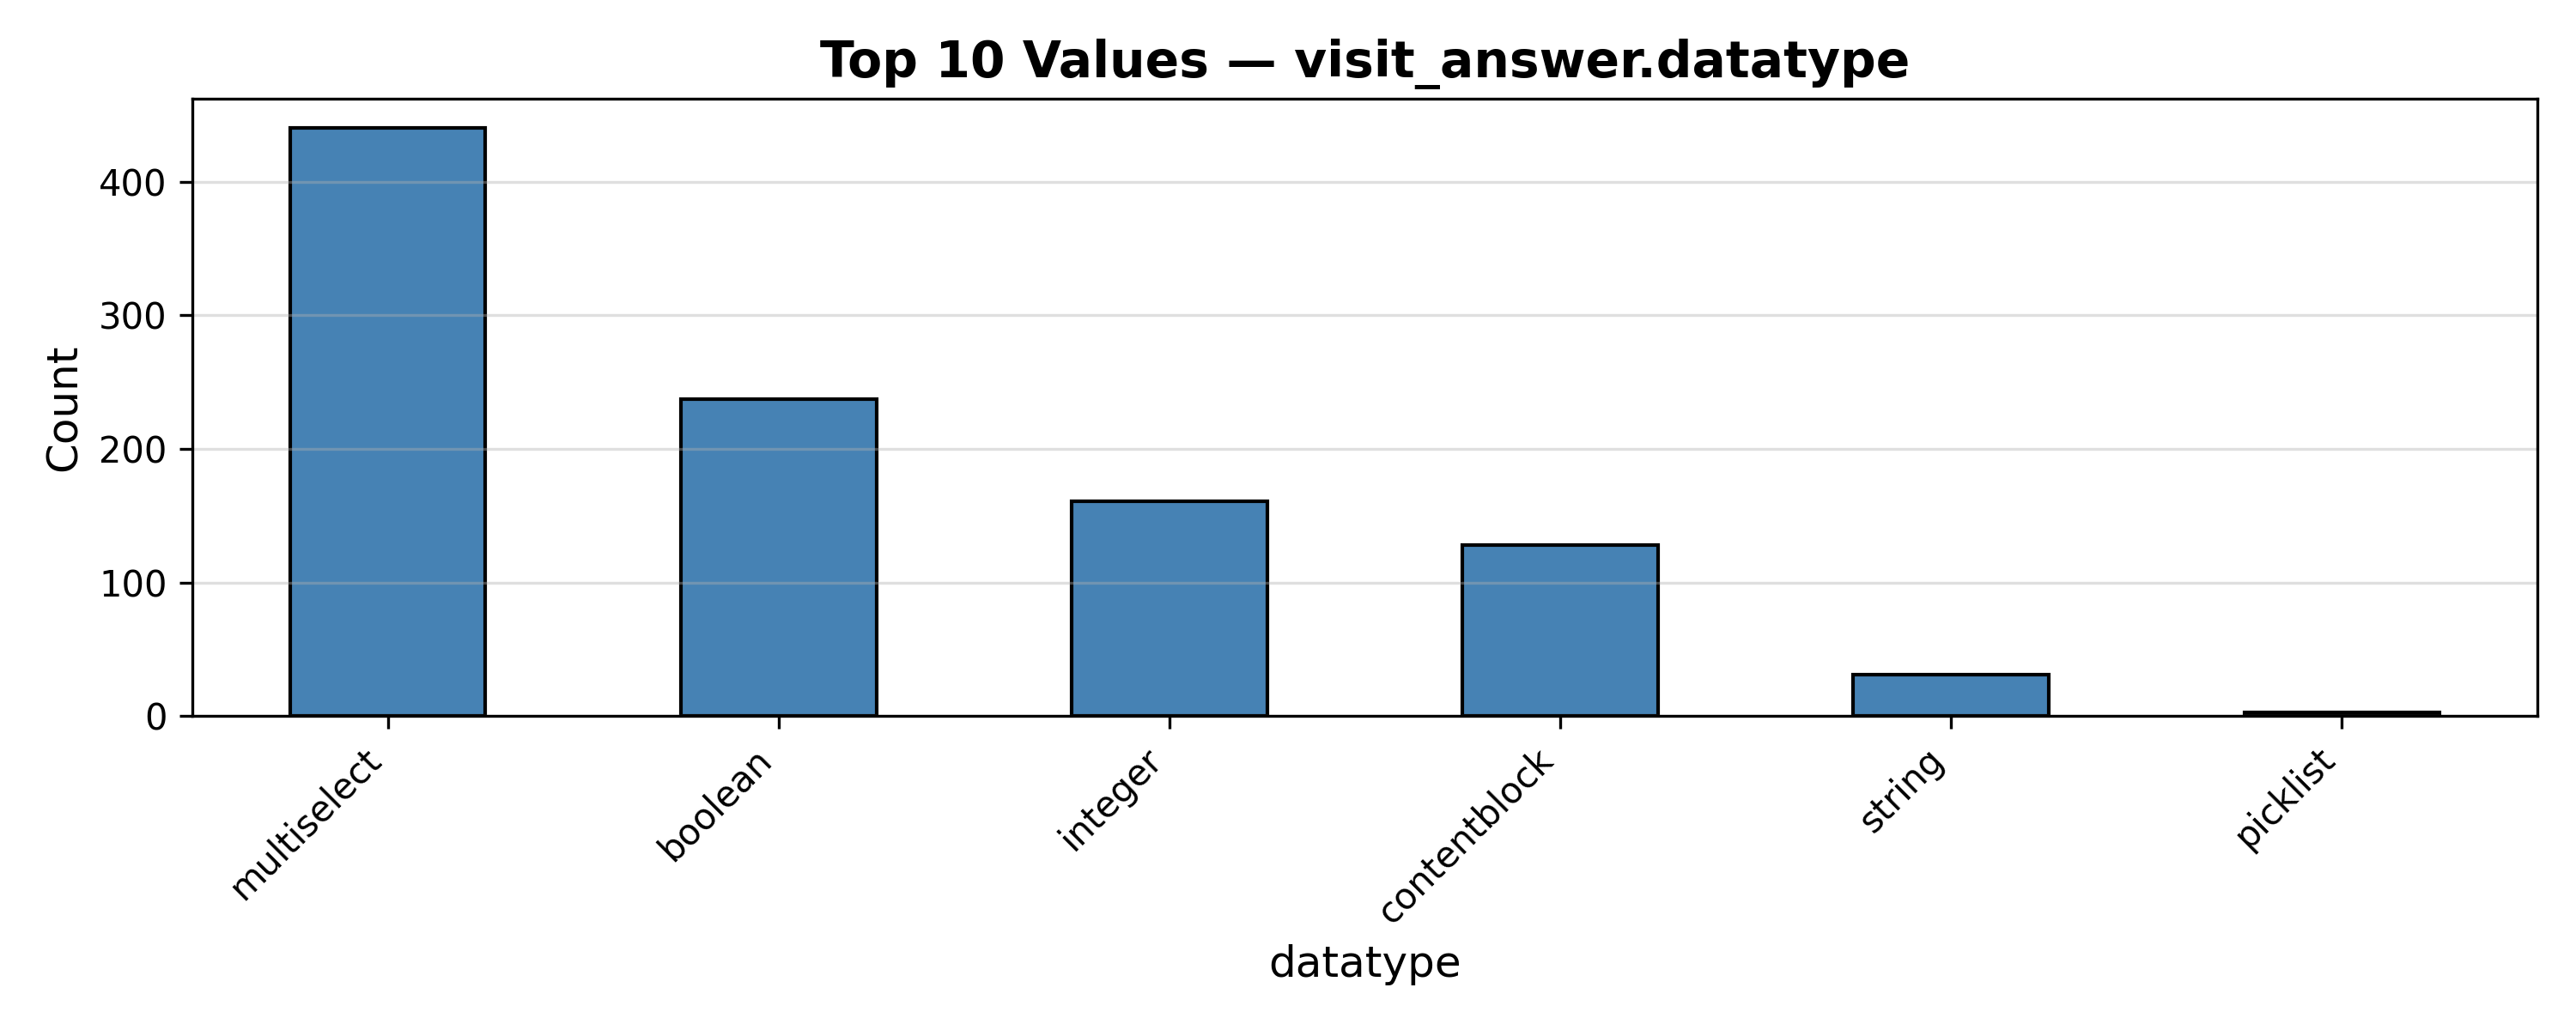 Top 10 Values — visit_answer.datatype
Count
400
300
200
100
0
multiselect
boolean
integer
contentblock
string
picklist
datatype